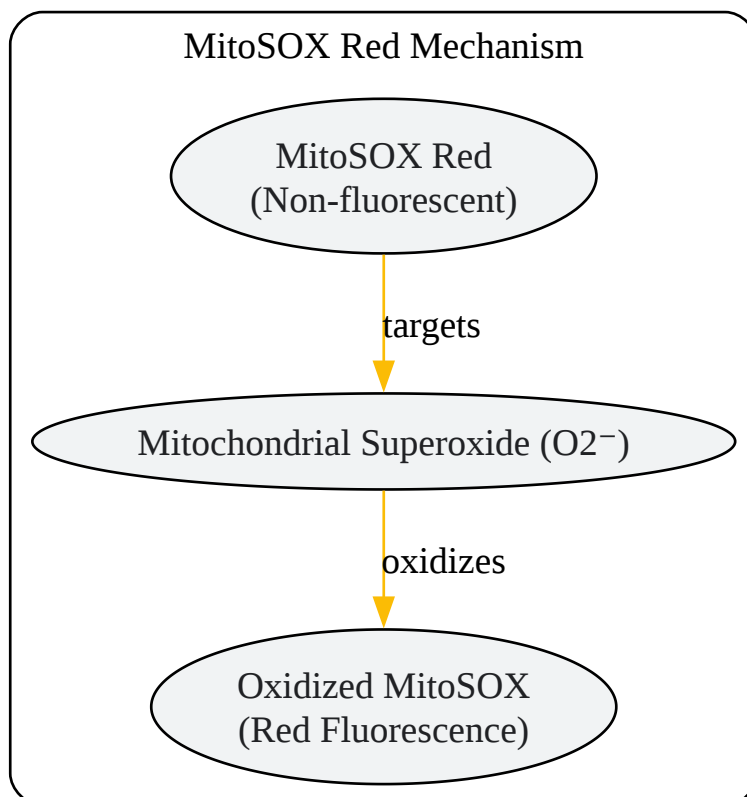 MitoSOX Red Mechanism
MitoSOX Red
(Non-fluorescent)
targets
Mitochondrial Superoxide (O2⁻)
oxidizes
Oxidized MitoSOX
(Red Fluorescence)